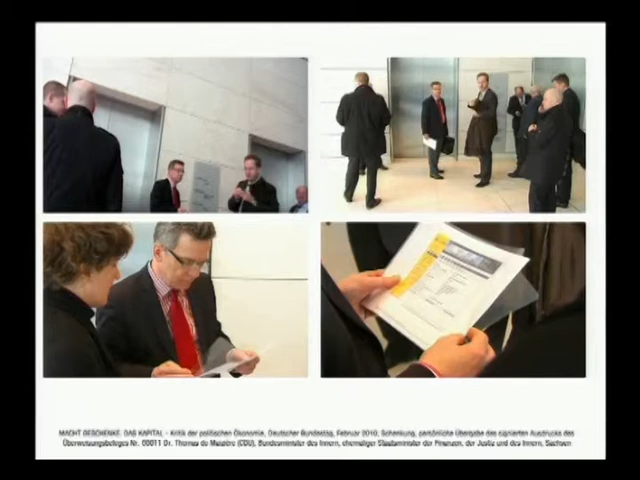 MACHT GESCHENKE: DAS KAPITAL - Kritik der politischen Ökonomie, Deutscher Bundestag, Februar 2010, Schenkung, persönliche Übergabe des signierten Ausdrucks des
Überweisungsbeleges Nr. 60011 Dr. Thomas de Maizière (CDU), Bundesminister des Innern, ehemaliger Staatsminister der Finanzen, der Justiz und des Innern, Sachsen